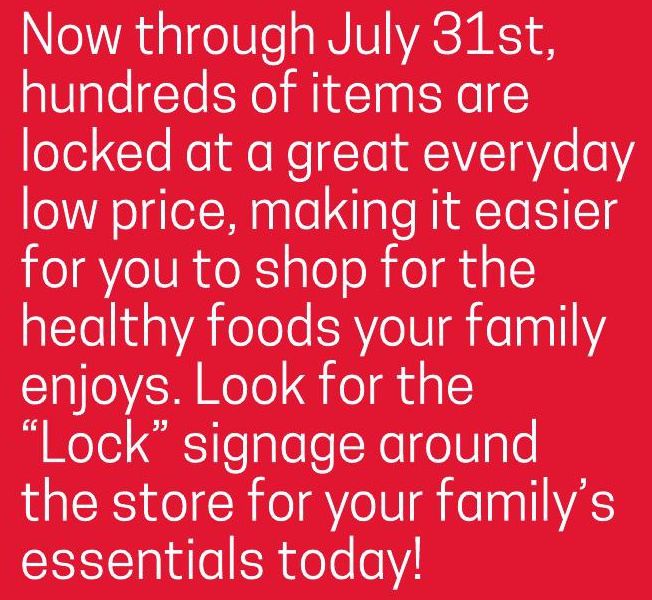 Now through July 31st,
hundreds of items are
locked at a great everyday
low price, making it easier
for you to shop for the
healthy foods your family
enjoys. Look for the
“Lock” signage around
the store for your family’s
essentials today!